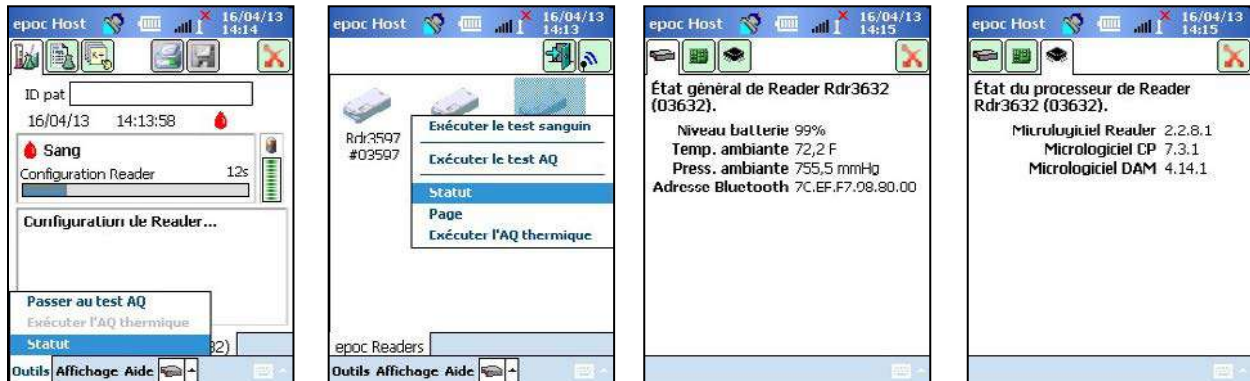 epoc Host 16/04/13
14:14
ID pat
16/04/13 14:13:58
Sang
Configuration Reader 12s
Configuration de Reader...
Passer au test AQ
Exécuter l'AQ thermique
Statut 32)
Outils Affichage Aide
epoc Host 16/04/13
14:13
Rdr3597
#03597
Exécuter le test sanguin
Exécuter le test AQ
Statut
Page
Exécuter l'AQ thermique
epoc Readers
Outils Affichage Aide
epoc Host 16/04/13
14:15
État général de Reader Rdr3632
(03632).
Niveau batterie 99%
Temp. ambiante 72,2 F
Press. ambiante 755,5 mmHg
Adresse Bluetooth 7C.EF.F7.98.80.00
epoc Host 16/04/13
14:15
État du processeur de Reader
Rdr3632 (03632).
Micrologiciel Reader 2.2.8.1
Micrologiciel CP 7.3.1
Micrologiciel DAM 4.14.1